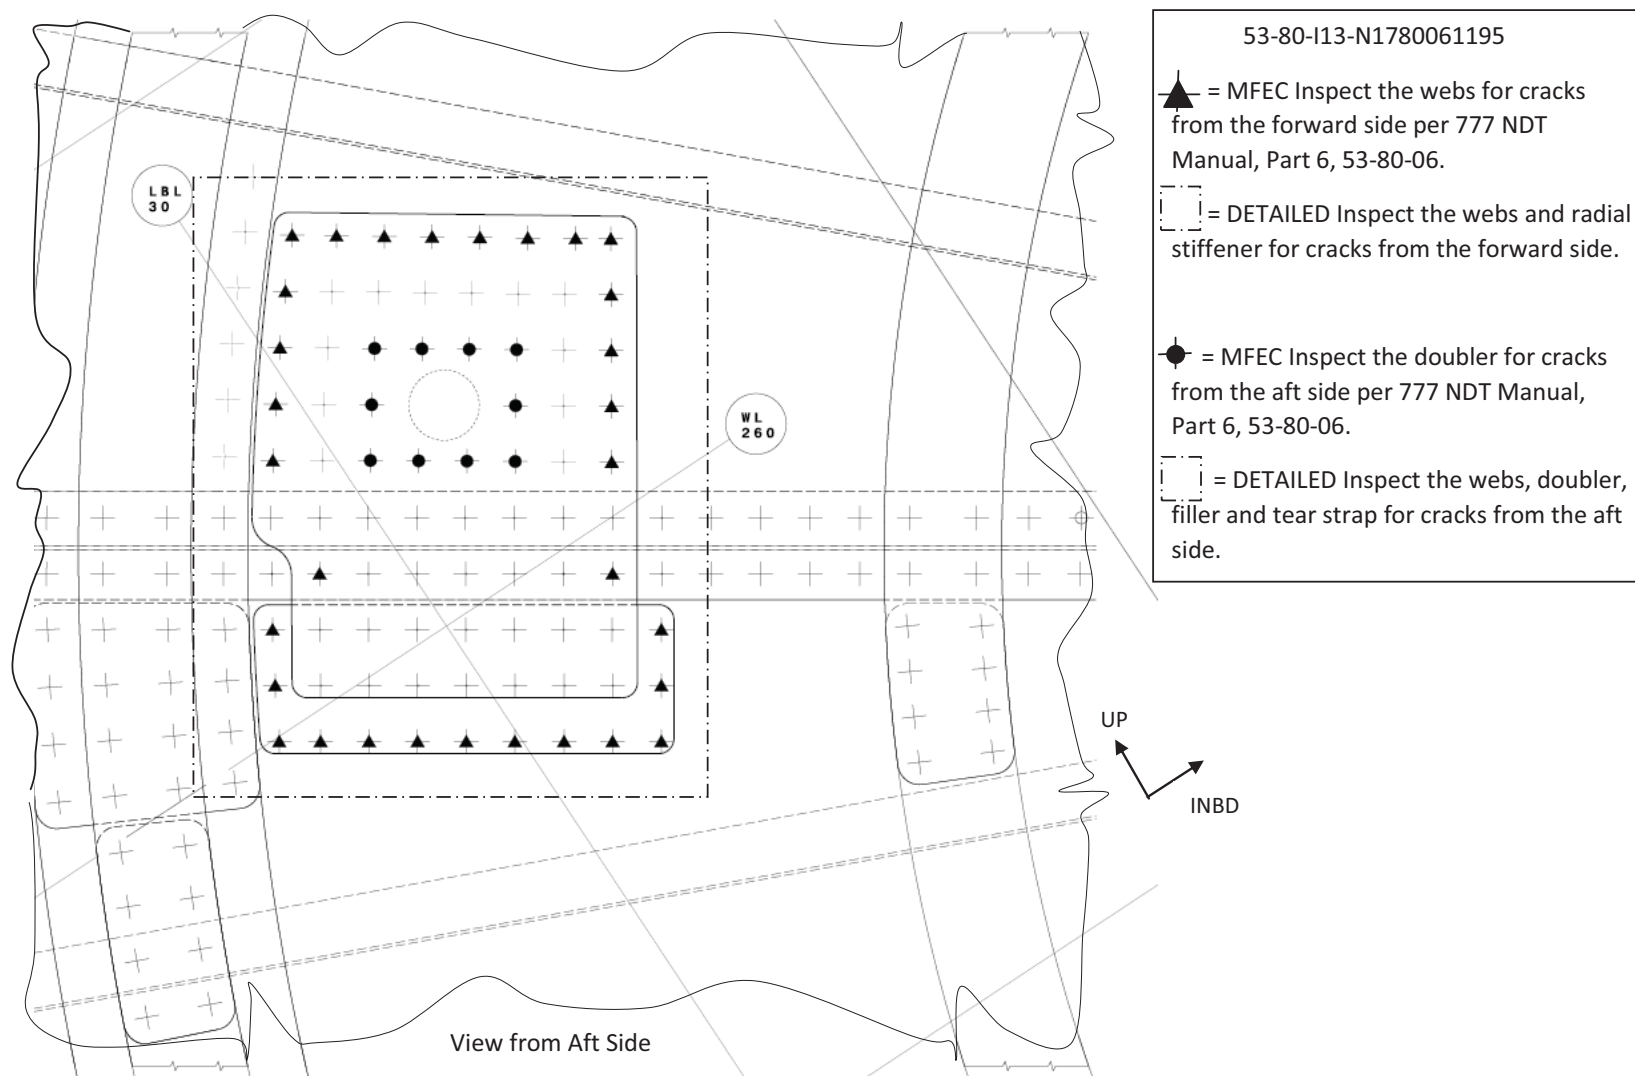 53-80-I13-N1780061195
= MFEC Inspect the webs for cracks
from the forward side per 777 NDT
Manual, Part 6, 53-80-06.
= DETAILED Inspect the webs and radial
stiffener for cracks from the forward side.
= MFEC Inspect the doubler for cracks
from the aft side per 777 NDT Manual,
Part 6, 53-80-06.
= DETAILED Inspect the webs, doubler,
filler and tear strap for cracks from the aft
side.
LBL
30
WL
260
UP
INBD
View from Aft Side